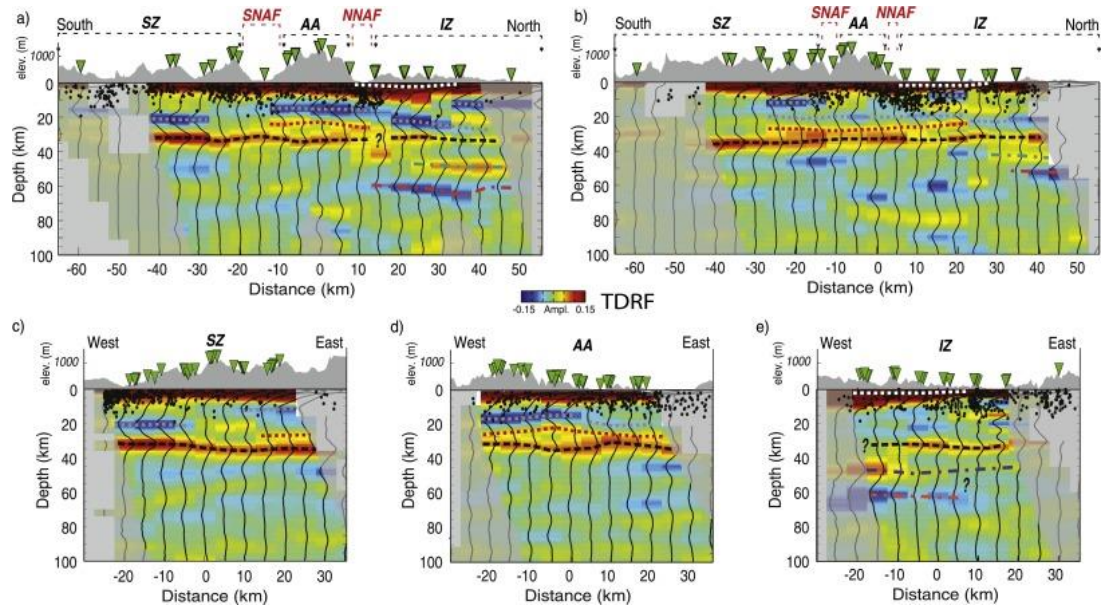 a) South SZ SNAF AA NNAF IZ North
elev. (m)
1000
0
20
40
60
80
100
Depth (km)
?
-60 -50 -40 -30 -20 -10 0 10 20 30 40 50
Distance (km)
b) South SZ SNAF AA NNAF IZ North
elev. (m)
1000
0
20
40
60
80
100
Depth (km)
-60 -50 -40 -30 -20 -10 0 10 20 30 40 50
Distance (km)
-0.15 Ampl. 0.15 TDRF
c) West SZ East
elev. (m)
1000
0
20
40
60
80
100
Depth (km)
-20 -10 0 10 20 30
Distance (km)
d) West AA East
elev. (m)
1000
0
20
40
60
80
100
Depth (km)
-20 -10 0 10 20 30
Distance (km)
e) West IZ East
elev. (m)
1000
0
20
40
60
80
100
Depth (km)
?
?
-20 -10 0 10 20 30
Distance (km)